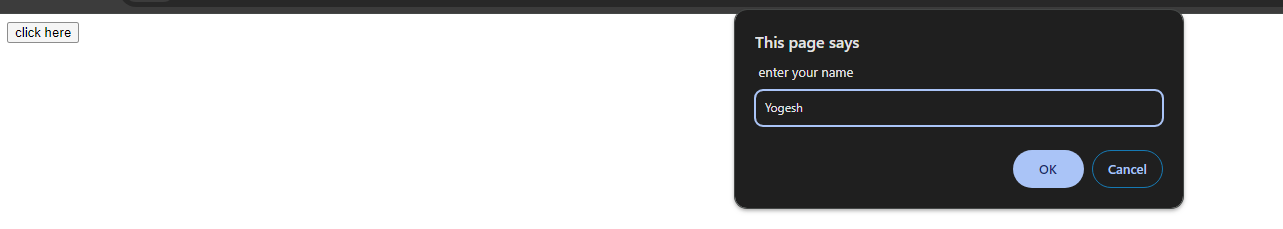 click here
This page says
enter your name
Yogesh
OK
Cancel